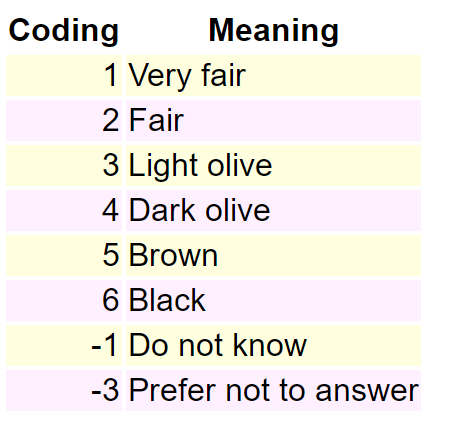 Coding Meaning
1 Very fair
2 Fair
3 Light olive
4 Dark olive
5 Brown
6 Black
-1 Do not know
-3 Prefer not to answer